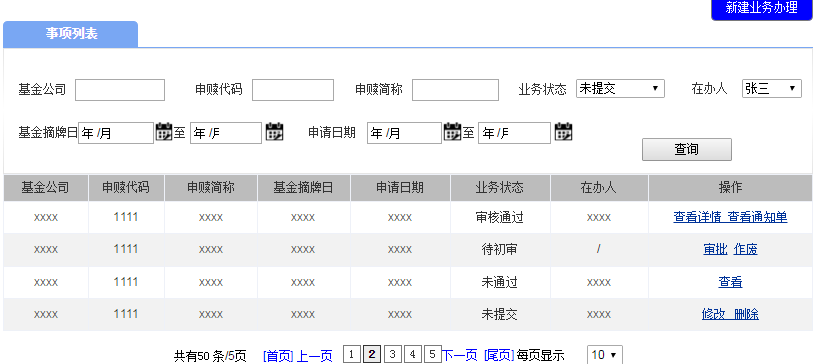 新建业务办理
事项列表
基金公司 申赎代码 申赎简称 业务状态 未提交 在办人 张三
基金摘牌日 年 /月 至 年 /月 申请日期 年 /月 至 年 /月
查询
基金公司 申赎代码 申赎简称 基金摘牌日 申请日期 业务状态 在办人 操作
xxxx 1111 xxxx xxxx xxxx 审核通过 xxxx 查看详情 查看通知单
xxxx 1111 xxxx xxxx xxxx 待初审 / 审批 作废
xxxx 1111 xxxx xxxx xxxx 未通过 xxxx 查看
xxxx 1111 xxxx xxxx xxxx 未提交 xxxx 修改 删除
共有50 条/5页 [首页] 上一页 1 2 3 4 5 下一页 [尾页] 每页显示 10